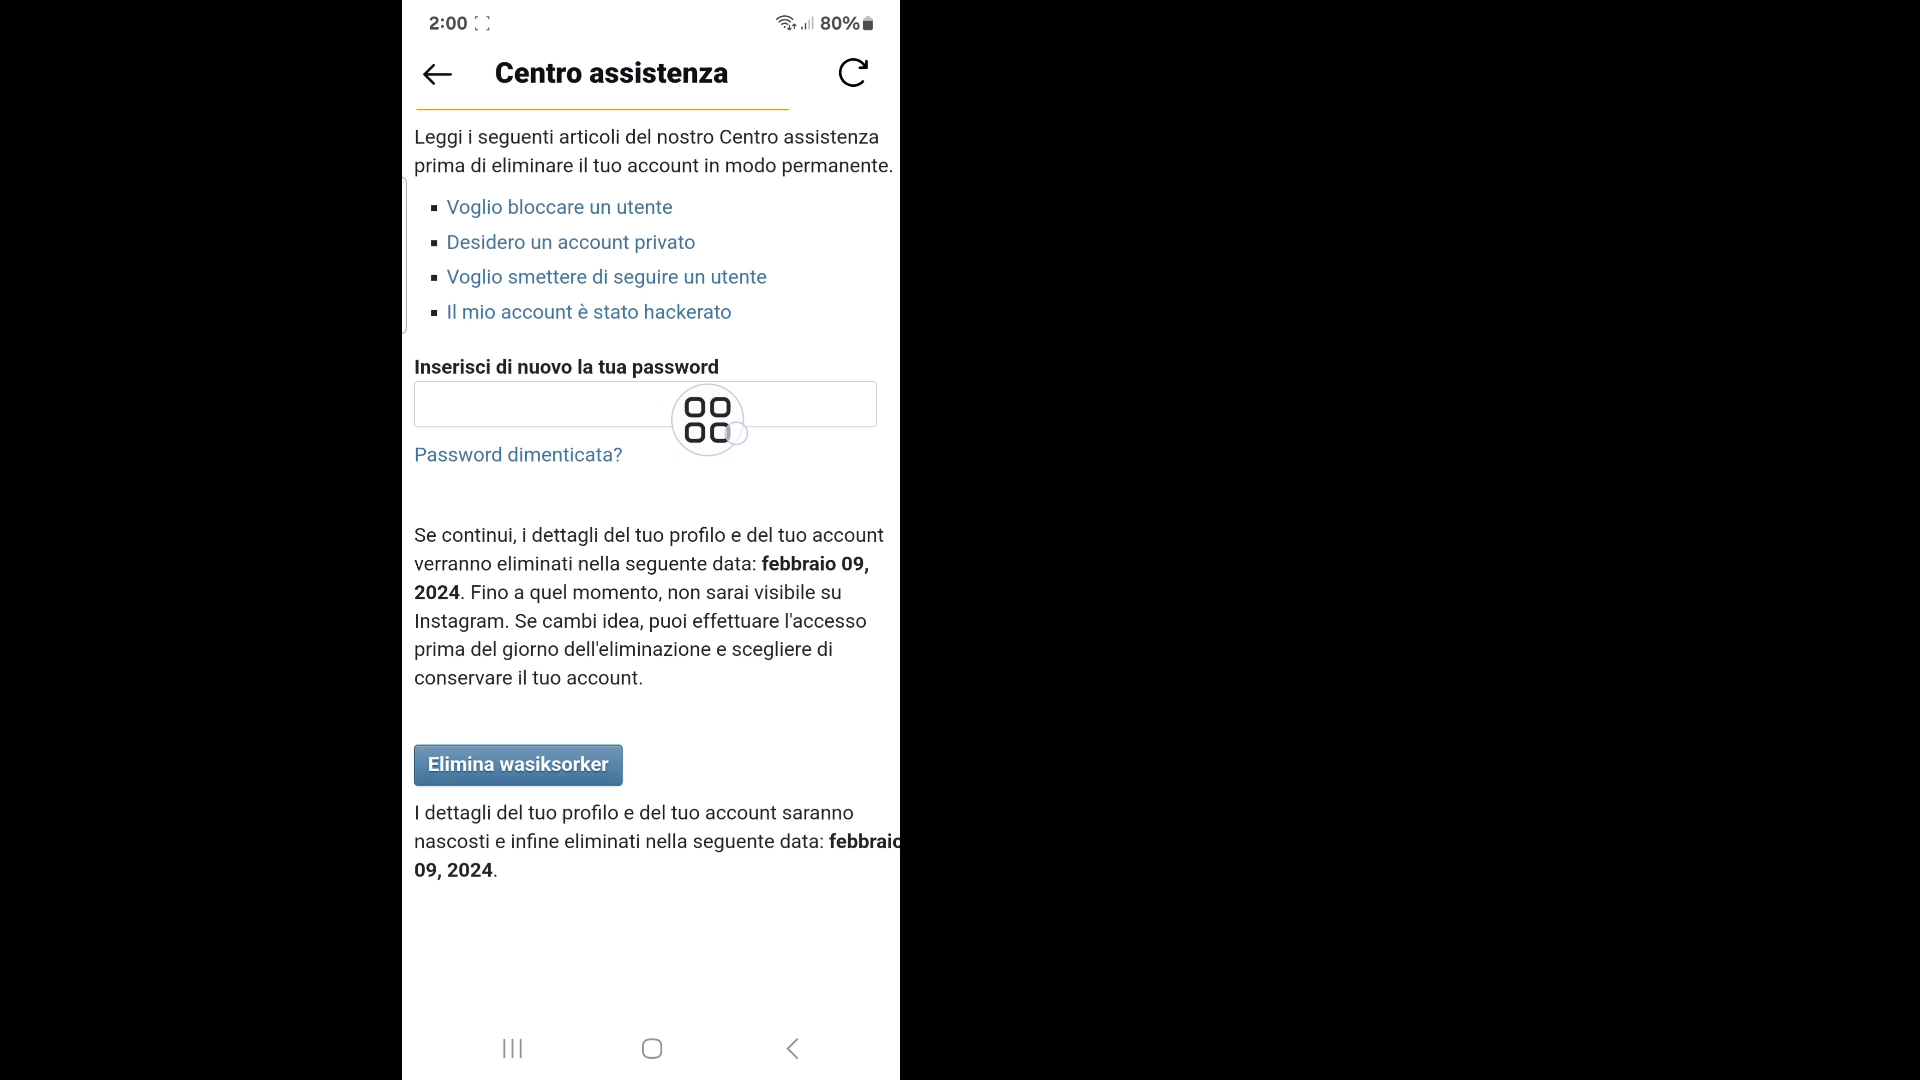 2:00
80%
Centro assistenza
Leggi i seguenti articoli del nostro Centro assistenza
prima di eliminare il tuo account in modo permanente.
Voglio bloccare un utente
Desidero un account privato
Voglio smettere di seguire un utente
Il mio account è stato hackerato
Inserisci di nuovo la tua password
Password dimenticata?
Se continui, i dettagli del tuo profilo e del tuo account
verranno eliminati nella seguente data: febbraio 09,
2024. Fino a quel momento, non sarai visibile su
Instagram. Se cambi idea, puoi effettuare l'accesso
prima del giorno dell'eliminazione e scegliere di
conservare il tuo account.
Elimina wasiksorker
I dettagli del tuo profilo e del tuo account saranno
nascosti e infine eliminati nella seguente data: febbraio
09, 2024.